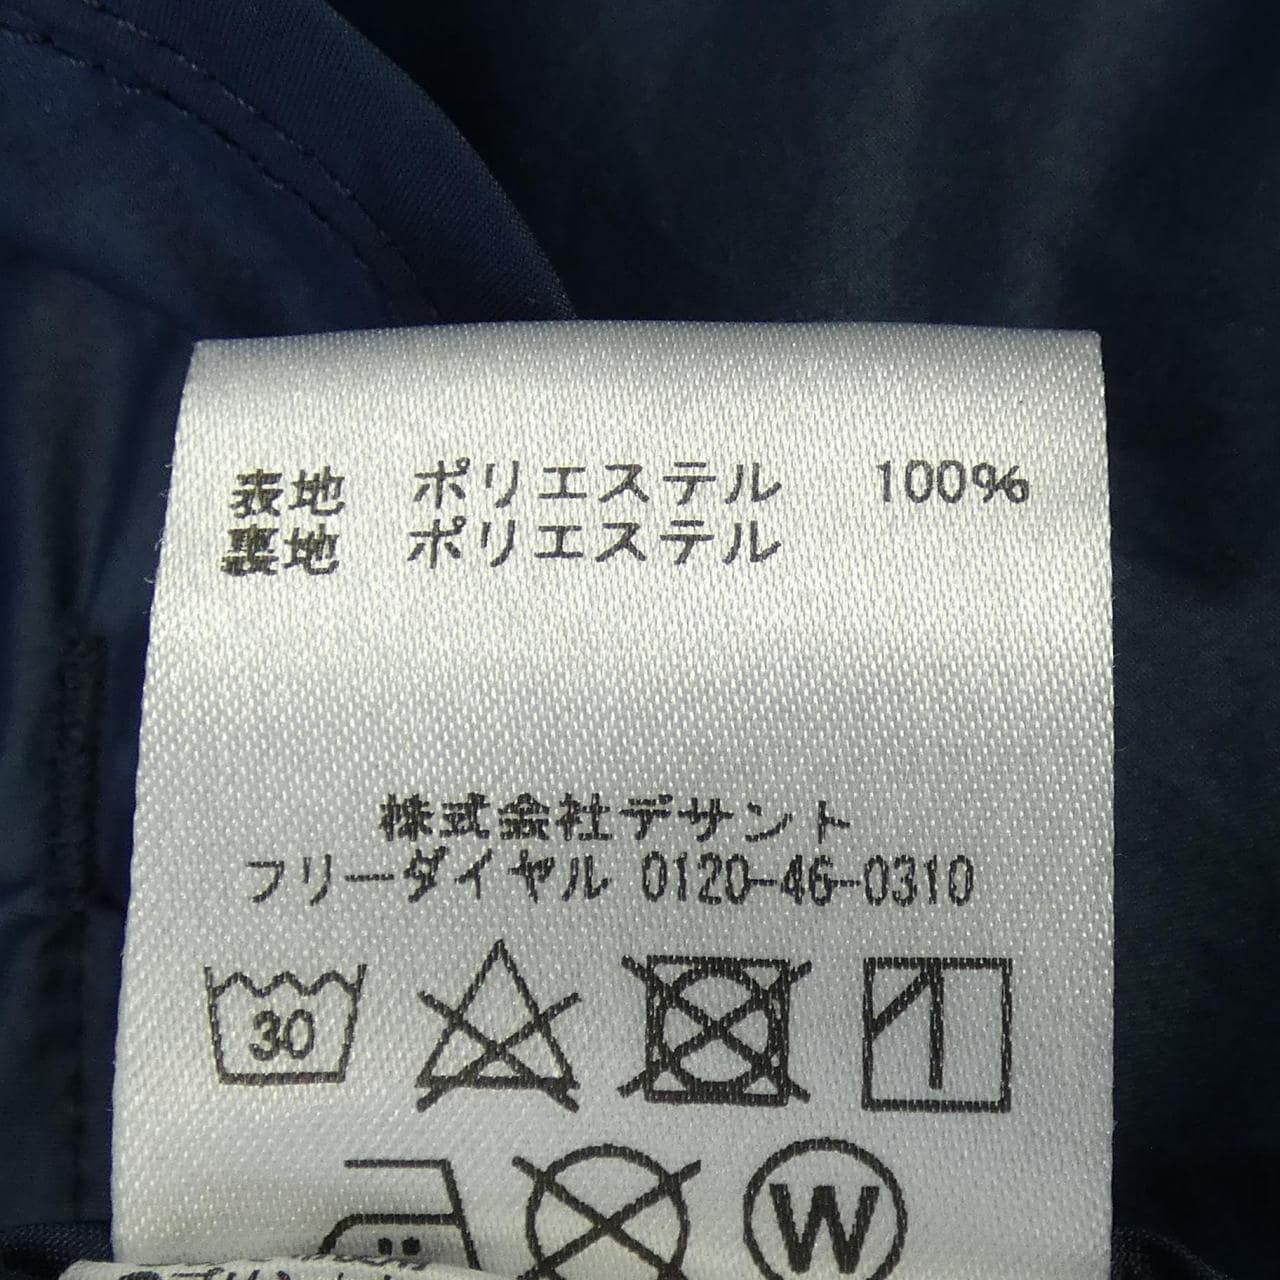 表地 ポリエステル 100%
裏地 ポリエステル
株式会社デサント
フリーダイヤル 0120-46-0310
30
W